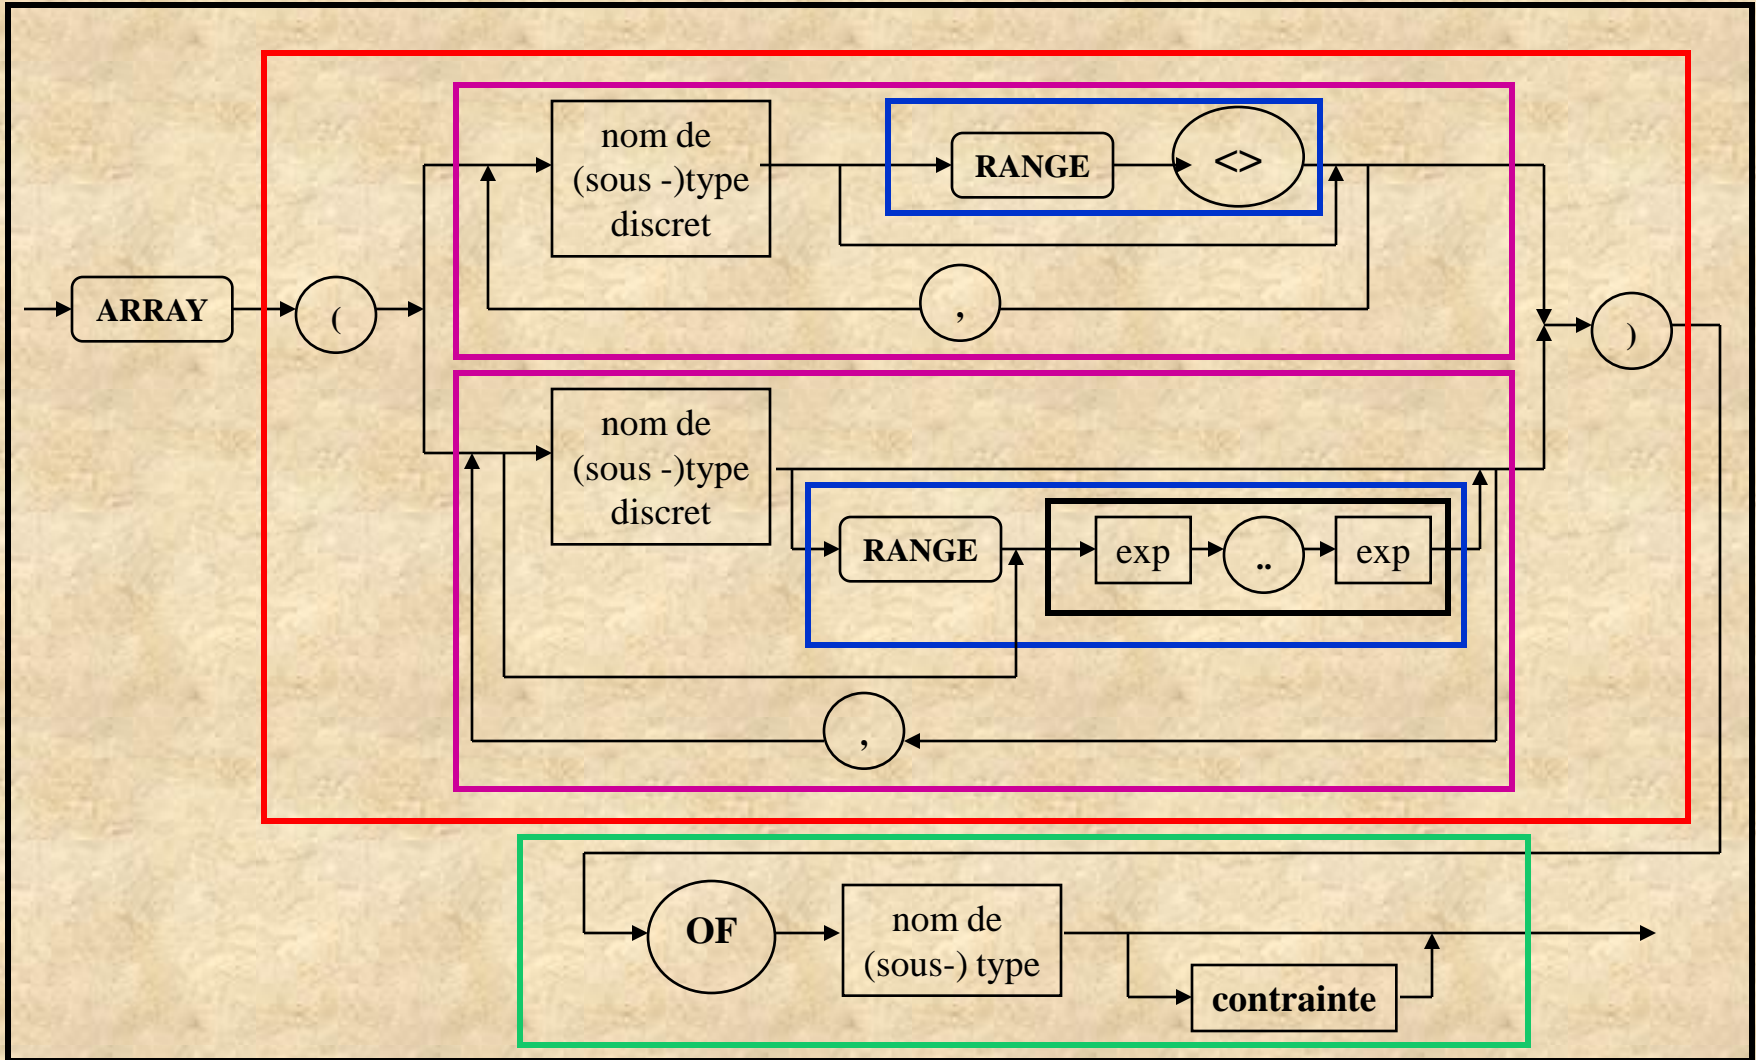 nom de
(sous -)type
discret
RANGE
<>
ARRAY
(
,
)
nom de
(sous -)type
discret
RANGE
exp
..
exp
,
OF
nom de
(sous-) type
contrainte